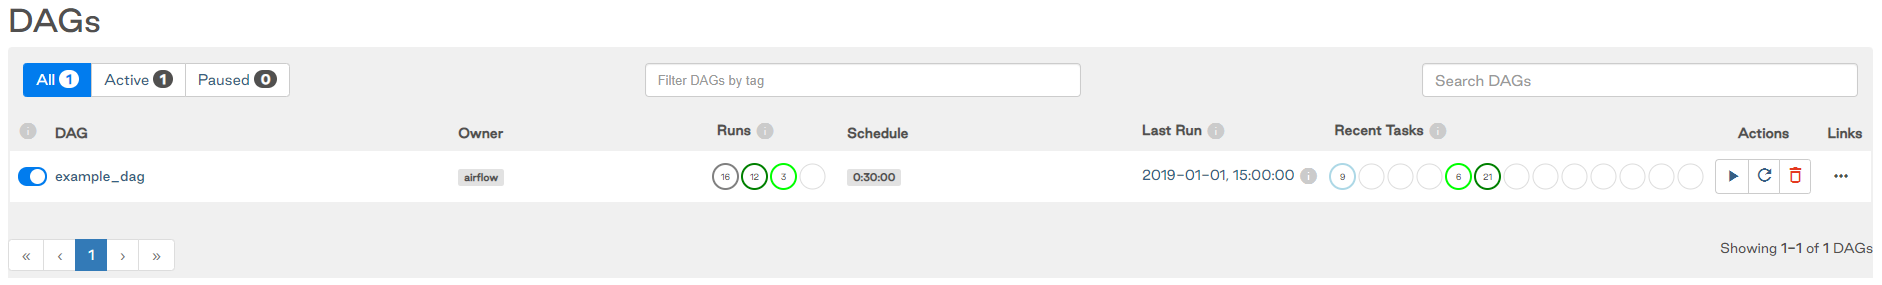 DAGs
All 1 Active 1 Paused 0 Filter DAGs by tag Search DAGs
i DAG Owner Runs i Schedule Last Run i Recent Tasks i Actions Links
example_dag airflow 16 12 3 0:30:00 2019-01-01, 15:00:00 i 9 6 21 ...
« ‹ 1 › » Showing 1-1 of 1 DAGs